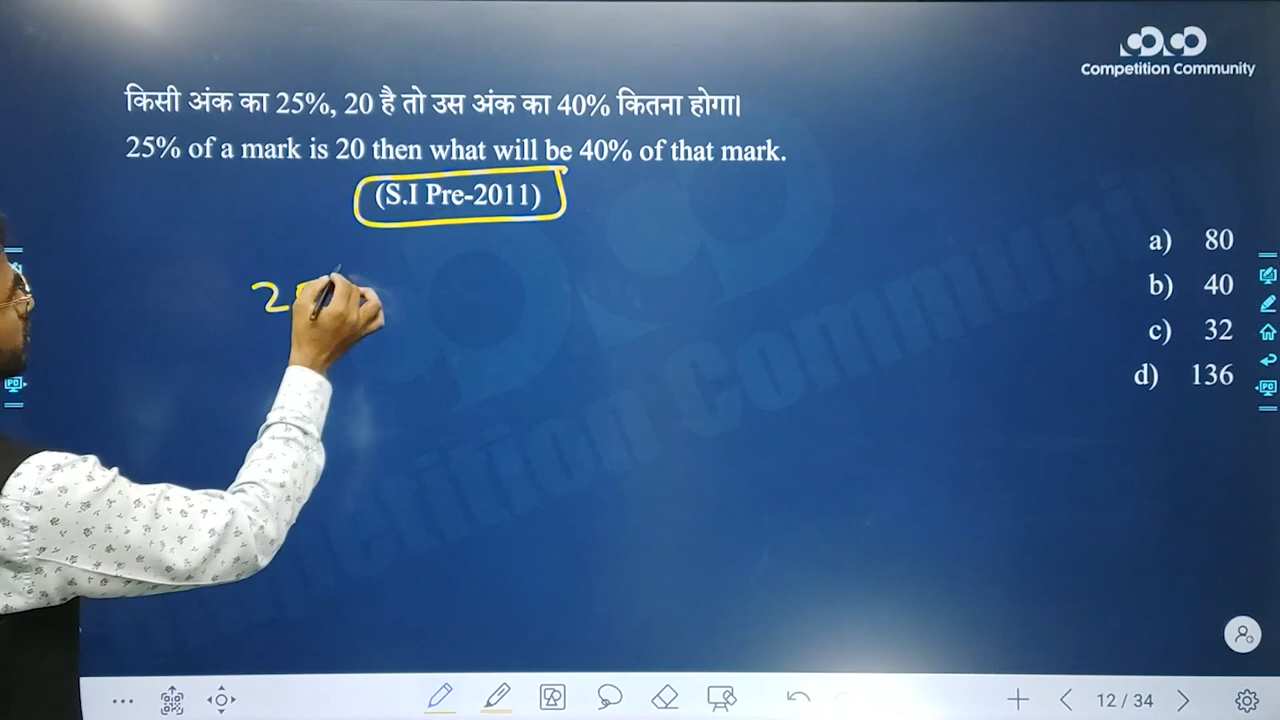 Competition Community
किसी अंक का 25%, 20 है तो उस अंक का 40% कितना होगा।
25% of a mark is 20 then what will be 40% of that mark.
(S.I Pre-2011)
a) 80
b) 40
c) 32
d) 136
2
12 / 34